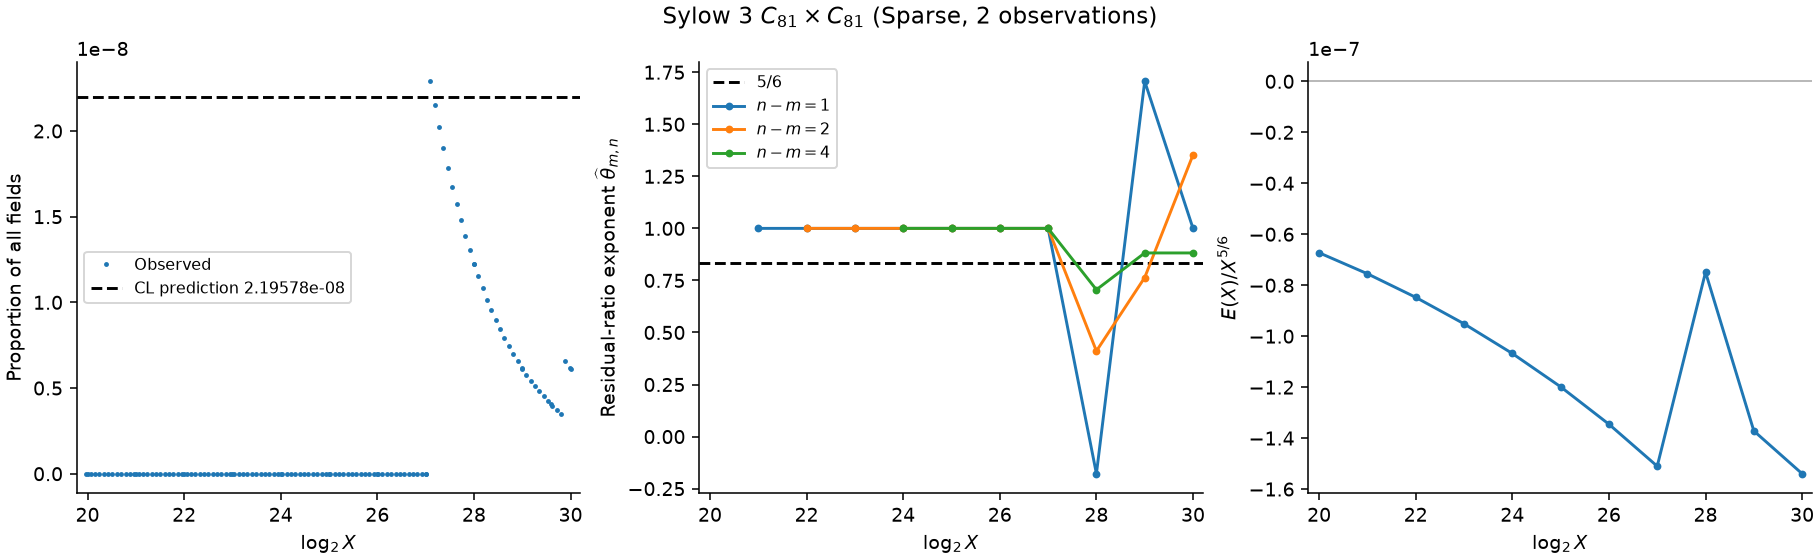 Sylow 3 C₈₁ × C₈₁ (Sparse, 2 observations)
1e−8
Proportion of all fields
2.0
1.5
1.0
0.5
0.0
Observed
CL prediction 2.19578e-08
20 22 24 26 28 30
log₂ X
Residual-ratio exponent θ̂ₘ,ₙ
1.75
1.50
1.25
1.00
0.75
0.50
0.25
0.00
−0.25
5/6
n − m = 1
n − m = 2
n − m = 4
20 22 24 26 28 30
log₂ X
1e−7
E(X)/X^{5/6}
0.0
−0.2
−0.4
−0.6
−0.8
−1.0
−1.2
−1.4
−1.6
20 22 24 26 28 30
log₂ X